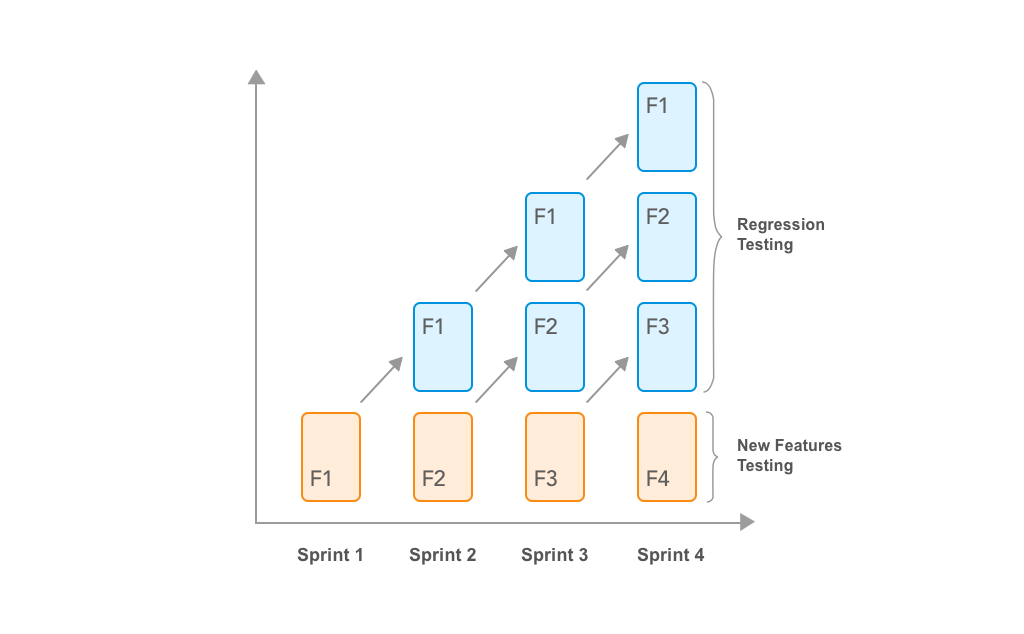 F1
F1
F2
Regression
Testing
F1
F2
F3
New Features
Testing
F1
F2
F3
F4
Sprint 1
Sprint 2
Sprint 3
Sprint 4